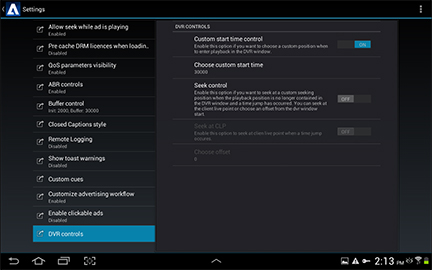 Settings
Allow seek while ad is playing
Enabled
Pre cache DRM licences when loadin..
Disabled
QoS parameters visibility
Enabled
ABR controls
Enabled
Buffer control
Init: 2000, Buffer: 30000
Closed Captions style
Remote Logging
Disabled
Show toast warnings
Disabled
Custom cues
Customize advertising workflow
Enabled
Enable clickable ads
Disabled
DVR controls
DVR CONTROLS
Custom start time control
Enable this option if you want to choose a custom position when
to enter playback in the DVR window.
ON
Choose custom start time
30000
Seek control
Enable this option if you want to seek at a custom seeking
position when the playback position is no longer contained in
the DVR window and a time jump has occurred. You can seek at
the client live point or choose an offset from the dvr window
start
OFF
Seek at CLP
Enable this option to seek at client live point when a time jump
occures
OFF
Choose offset
0
2:13 PM